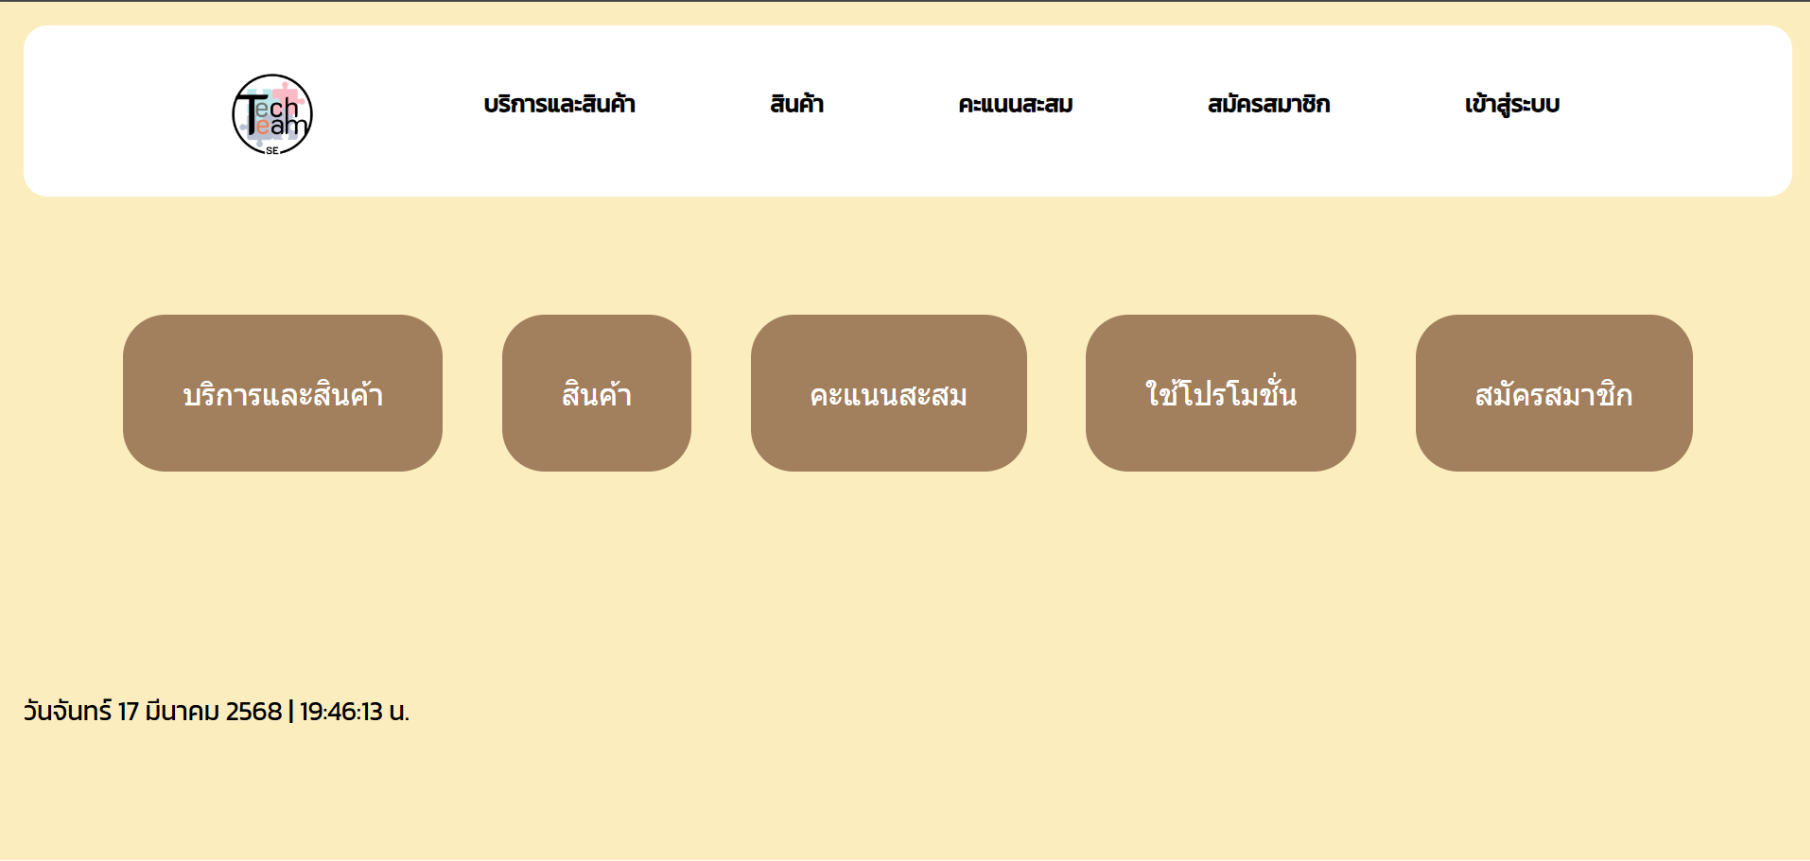 Tech
Team
SE
บริการและสินค้า สินค้า คะแนนสะสม สมัครสมาชิก เข้าสู่ระบบ
บริการและสินค้า สินค้า คะแนนสะสม ใช้โปรโมชั่น สมัครสมาชิก
วันจันทร์ 17 มีนาคม 2568 | 19:46:13 น.